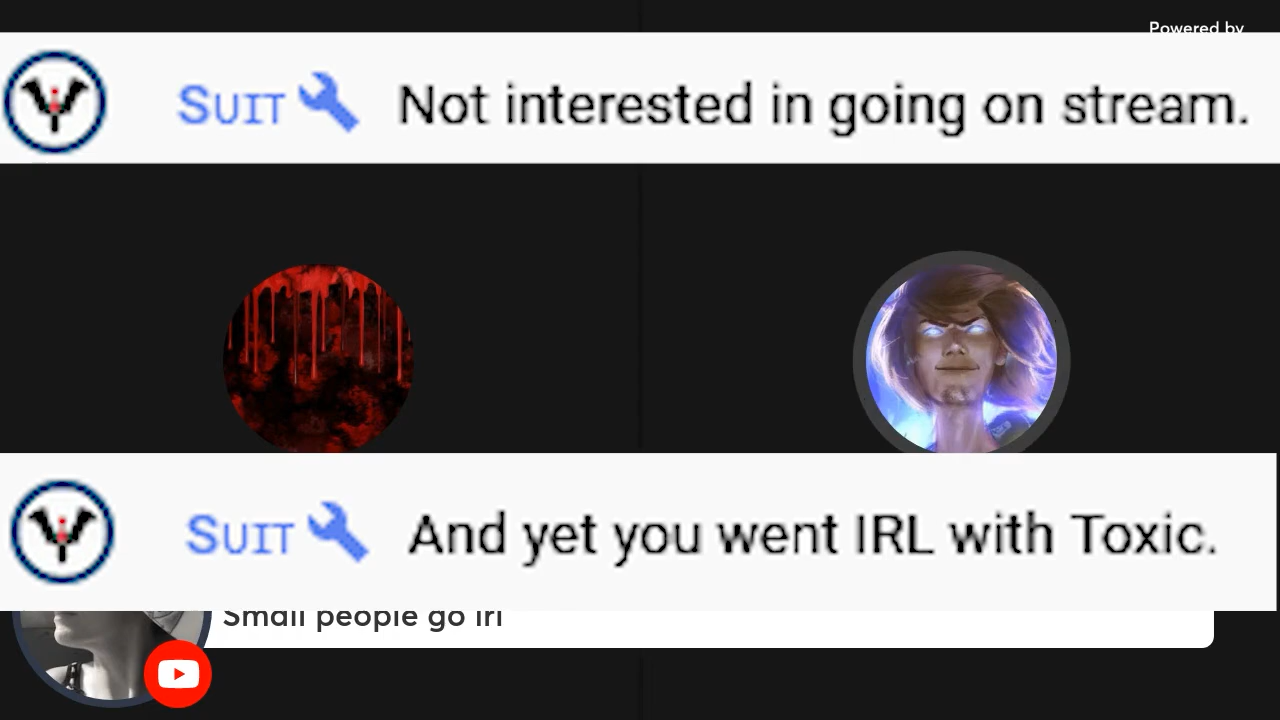 Powered by
SUIT Not interested in going on stream.
SUIT And yet you went IRL with Toxic.
Small people go irl